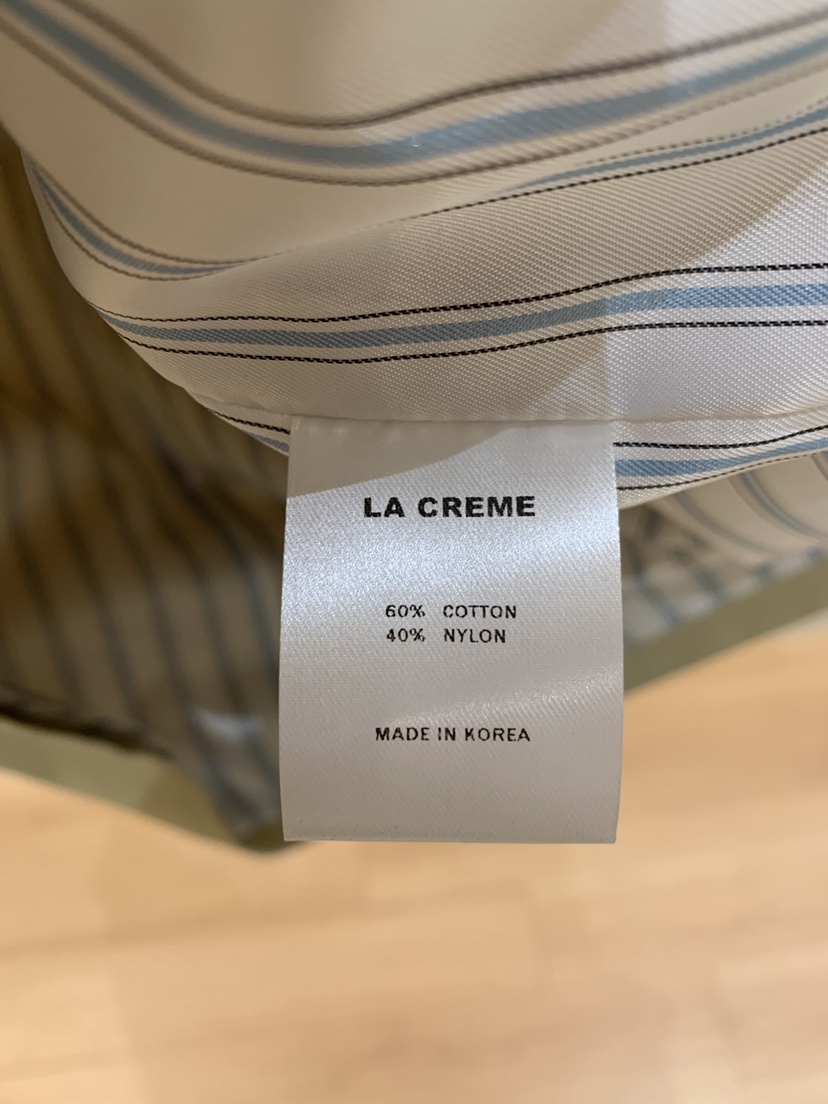 LA CREME
60% COTTON
40% NYLON
MADE IN KOREA